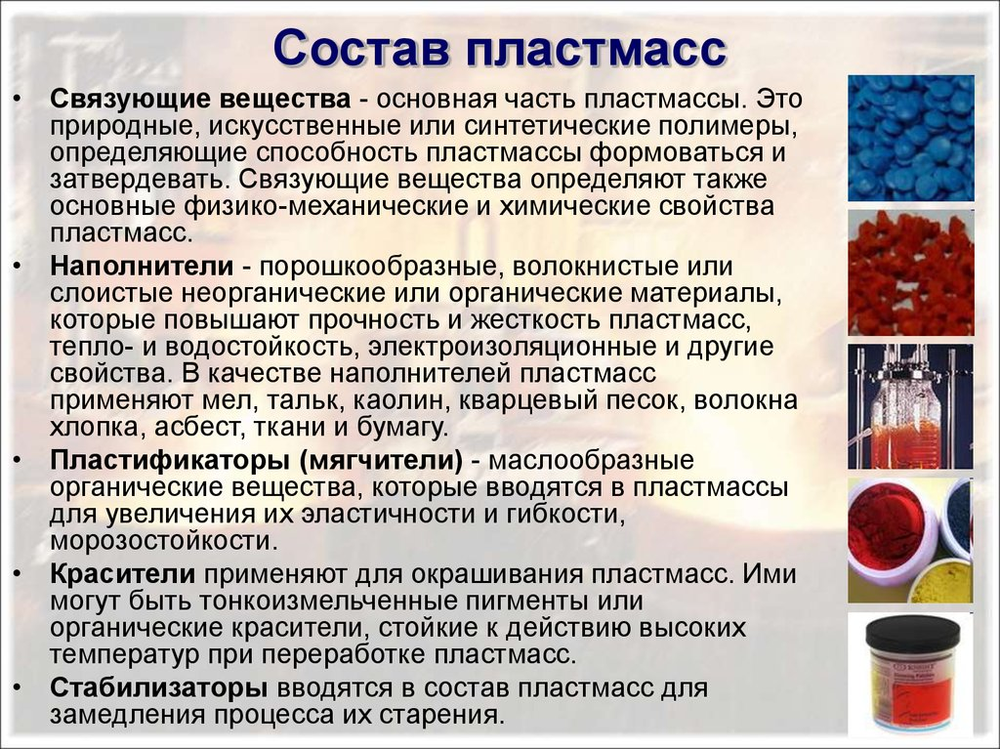 Состав пластмасс
• Связующие вещества - основная часть пластмассы. Это
природные, искусственные или синтетические полимеры,
определяющие способность пластмассы формоваться и
затвердевать. Связующие вещества определяют также
основные физико-механические и химические свойства
пластмасс.
• Наполнители - порошкообразные, волокнистые или
слоистые неорганические или органические материалы,
которые повышают прочность и жесткость пластмасс,
тепло- и водостойкость, электроизоляционные и другие
свойства. В качестве наполнителей пластмасс
применяют мел, тальк, каолин, кварцевый песок, волокна
хлопка, асбест, ткани и бумагу.
• Пластификаторы (мягчители) - маслообразные
органические вещества, которые вводятся в пластмассы
для увеличения их эластичности и гибкости,
морозостойкости.
• Красители применяют для окрашивания пластмасс. Ими
могут быть тонкоизмельченные пигменты или
органические красители, стойкие к действию высоких
температур при переработке пластмасс.
• Стабилизаторы вводятся в состав пластмасс для
замедления процесса их старения.